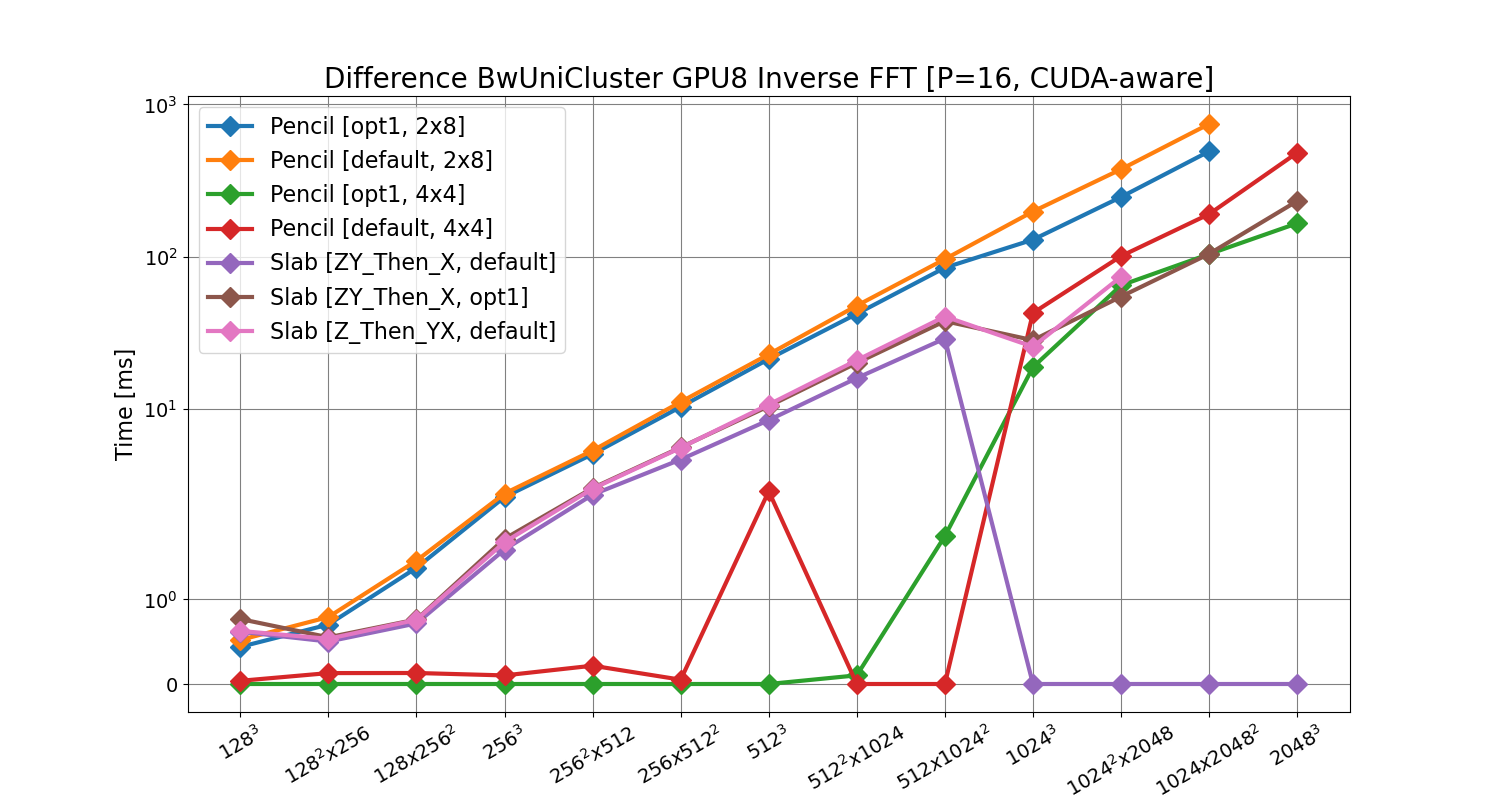 Difference BwUniCluster GPU8 Inverse FFT [P=16, CUDA-aware]
Time [ms]
10³
10²
10¹
10⁰
0
Pencil [opt1, 2x8]
Pencil [default, 2x8]
Pencil [opt1, 4x4]
Pencil [default, 4x4]
Slab [ZY_Then_X, default]
Slab [ZY_Then_X, opt1]
Slab [Z_Then_YX, default]
128³
128²x256
128x256²
256³
256²x512
256x512²
512³
512²x1024
512x1024²
1024³
1024²x2048
1024x2048²
2048³